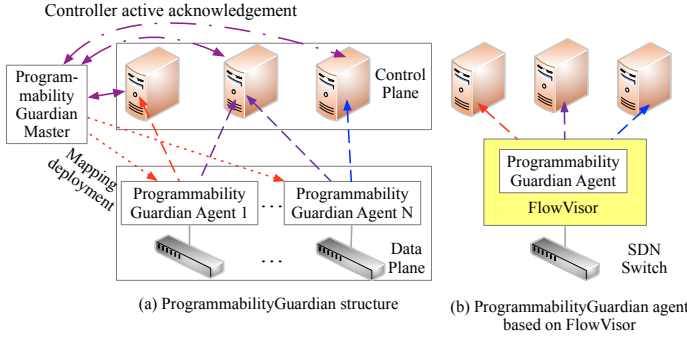 Controller active acknowledgement
Program-
mability
Guardian
Master
Control
Plane
Mapping
deployment
Programmability
Guardian Agent 1
...
Programmability
Guardian Agent N
...
Data
Plane
(a) ProgrammabilityGuardian structure
Programmability
Guardian Agent
FlowVisor
SDN
Switch
(b) ProgrammabilityGuardian agent
based on FlowVisor